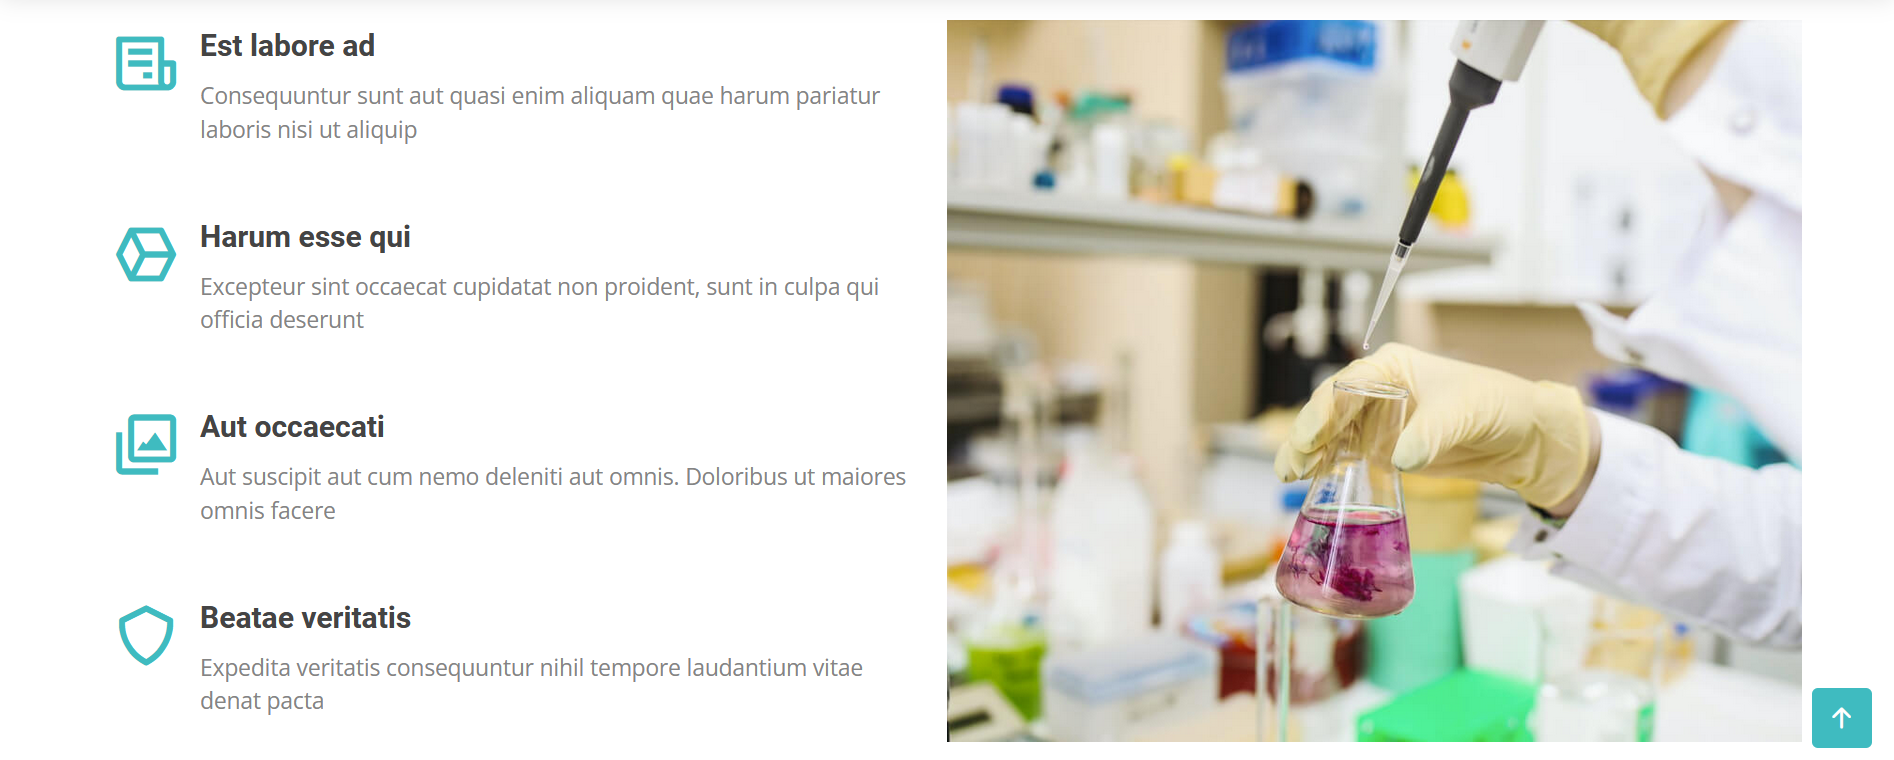 Est labore ad
Consequuntur sunt aut quasi enim aliquam quae harum pariatur
laboris nisi ut aliquip
Harum esse qui
Excepteur sint occaecat cupidatat non proident, sunt in culpa qui
officia deserunt
Aut occaecati
Aut suscipit aut cum nemo deleniti aut omnis. Doloribus ut maiores
omnis facere
Beatae veritatis
Expedita veritatis consequuntur nihil tempore laudantium vitae
denat pacta